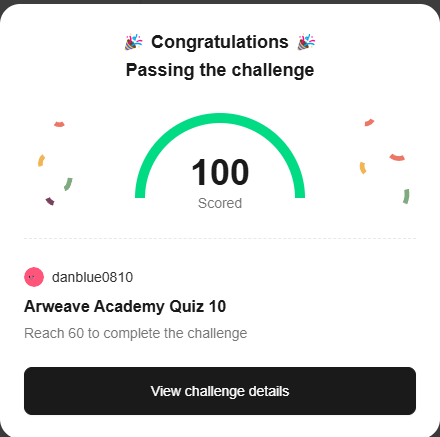 🎉 Congratulations 🎉
Passing the challenge
100
Scored
danblue0810
Arweave Academy Quiz 10
Reach 60 to complete the challenge
View challenge details